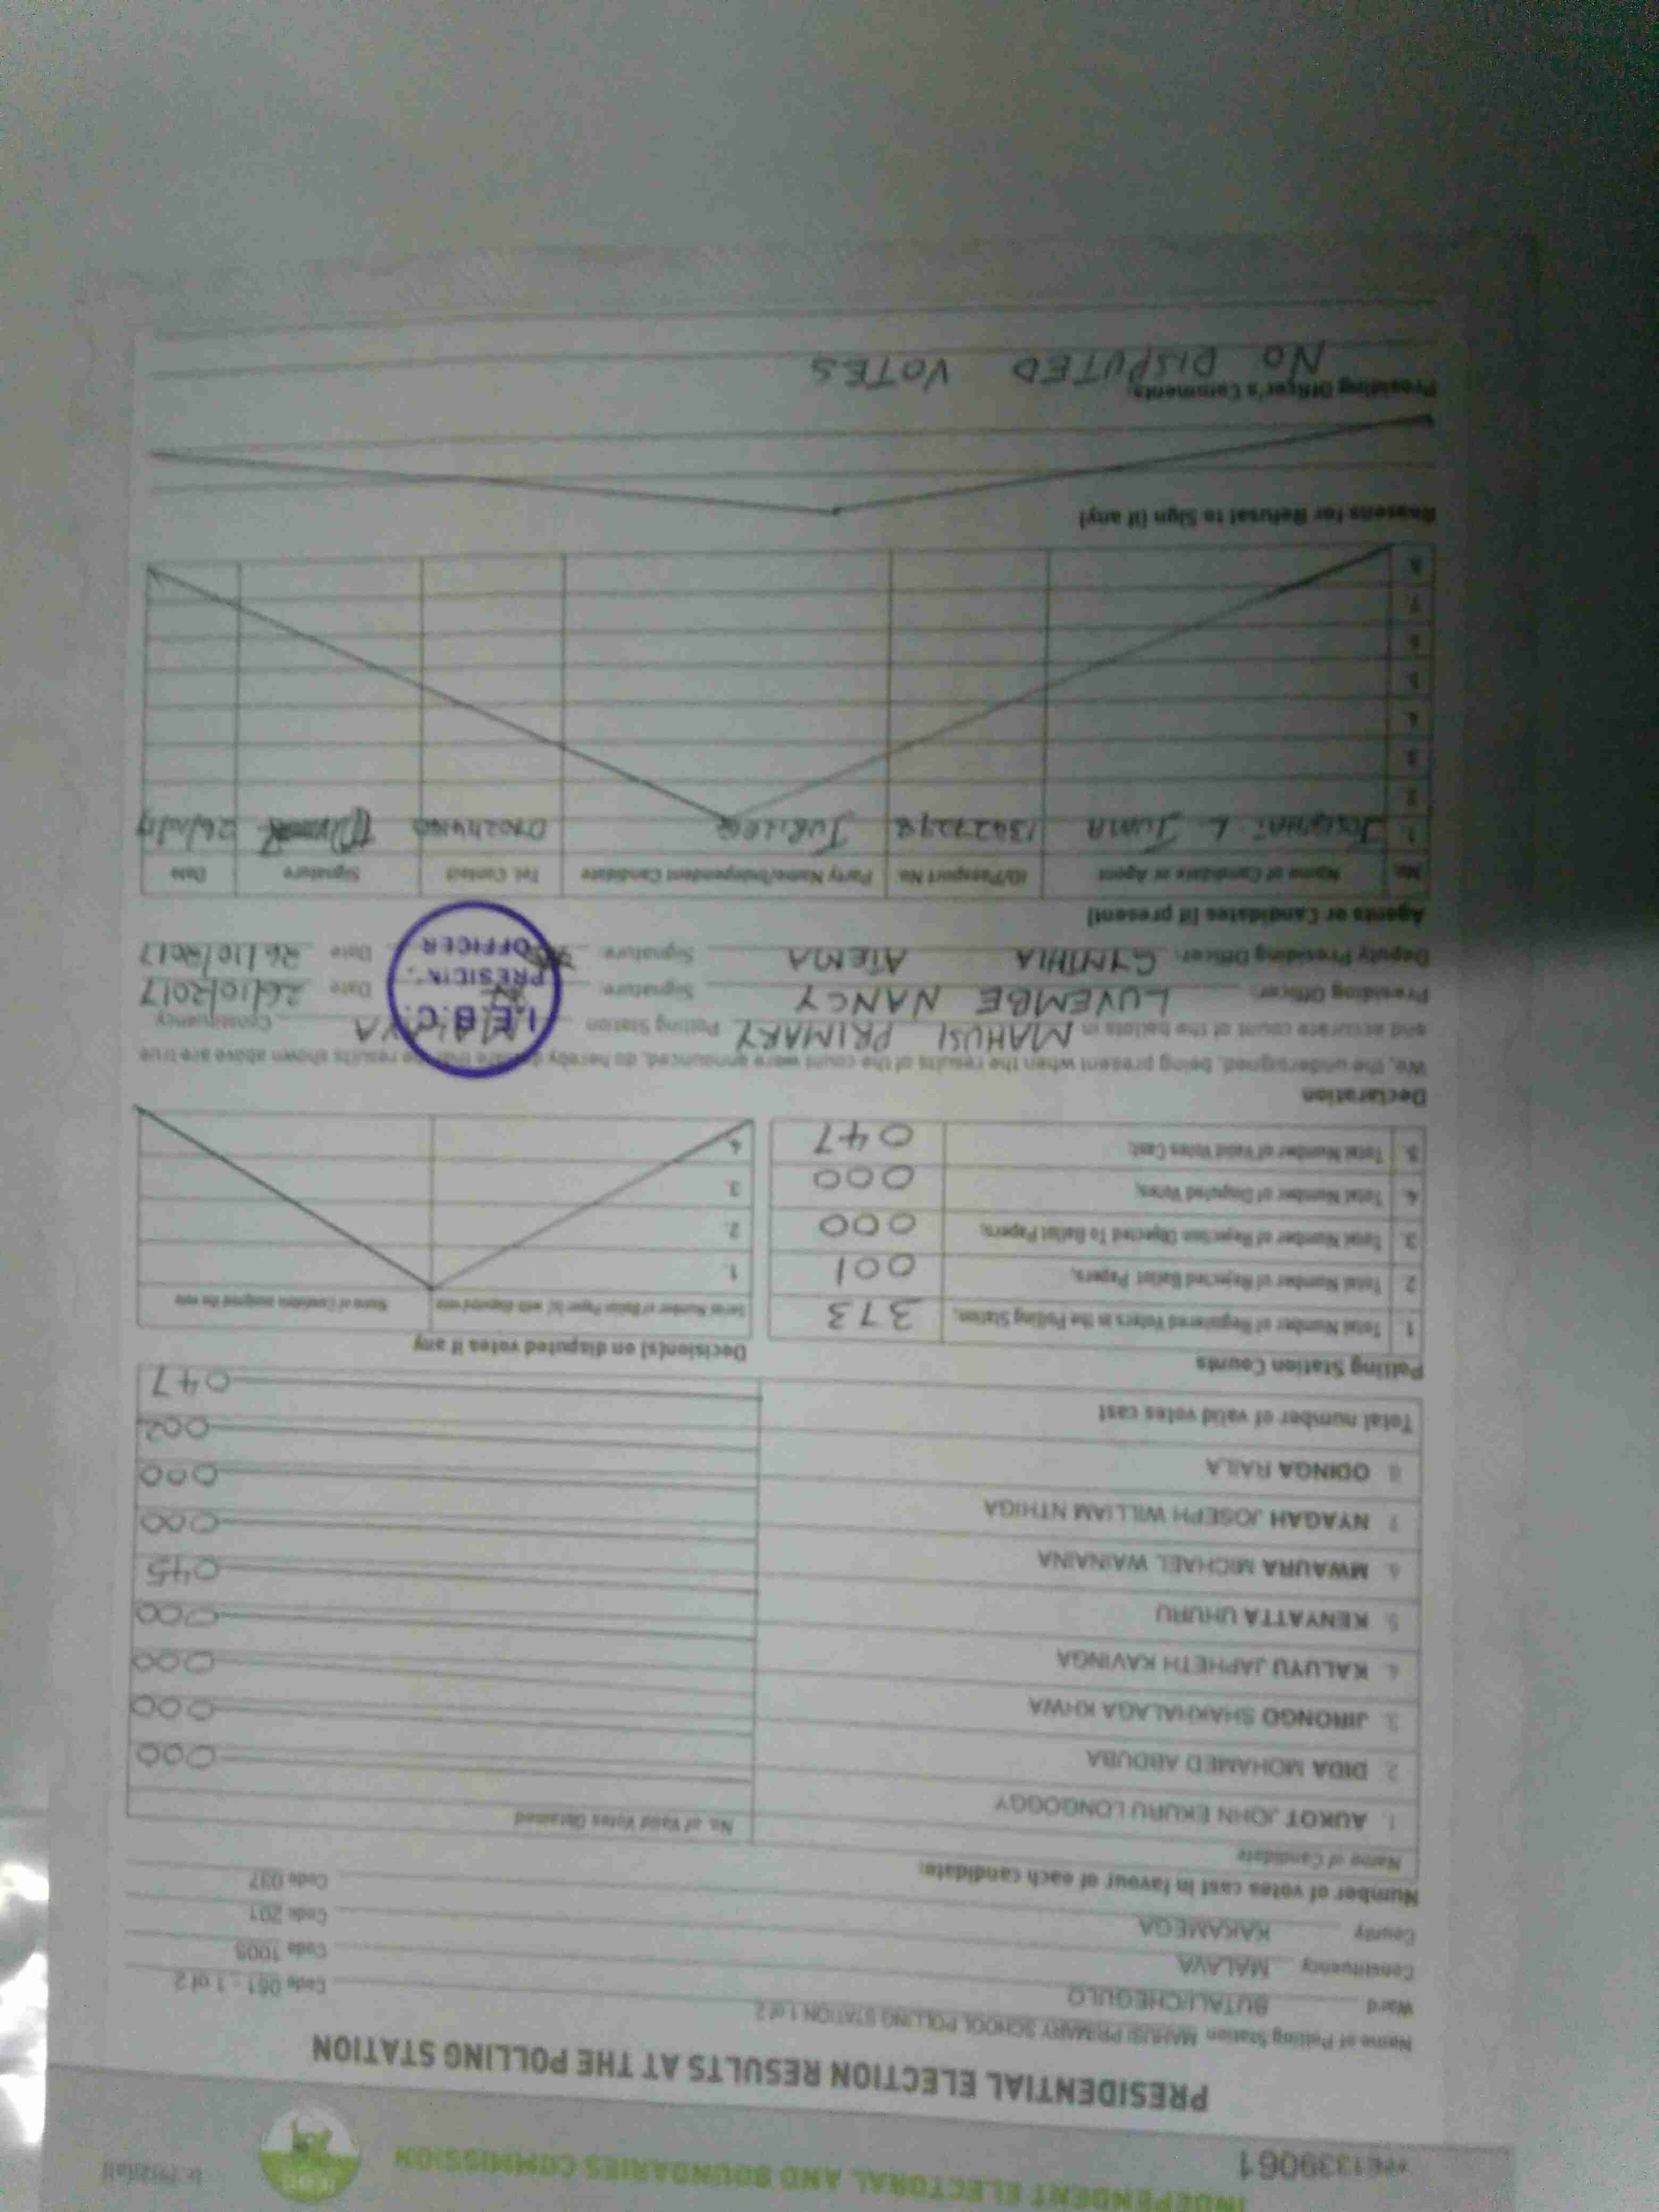 INDEPENDENT ELECTORAL AND BOUNDARIES COMMISSION
IEBC
PRESIDENTIAL ELECTION RESULTS AT THE POLLING STATION
Name of Polling Station MAHUSI PRIMARY SCHOOL POLLING STATION 1 of 2 Code 061 - 1 of 2
Ward BUTALI/CHEGULO Code 1005
Constituency MALAVA Code 201
County KAKAMEGA Code 037
Number of votes cast in favour of each candidate:
Name of Candidate No. of Valid Votes Obtained
1. AUKOT JOHN EKURU LONGOGGY 000
2. DIDA MOHAMED ABDUBA 000
3. JIRONGO SHAKHALAGA KHWA 000
4. KALUYU JAPHETH KAVINGA 000
5. KENYATTA UHURU 045
6. MWAURA MICHAEL WAINAINA 000
7. NYAGAH JOSEPH WILLIAM NTHIGA 000
8. ODINGA RAILA 002
Total number of valid votes cast 047
Polling Station Counts
1. Total Number of Registered Voters in the Polling Station; 373
2. Total Number of Rejected Ballot Papers; 001
3. Total Number of Rejection Objected To Ballot Papers; 000
4. Total Number of Disputed Votes; 000
5. Total Number of Valid Votes Cast; 047
Decision(s) on disputed votes if any
Serial Number of Ballot Paper (s) with disputed vote Name of Candidate assigned the vote
1.
2.
3.
4.
Declaration
We, the undersigned, being present when the results of the count were announced, do hereby declare that the results shown above are true
and accurate count of the ballots in MAHUSI PRIMARY Polling Station Constituency
Presiding Officer: LUVEMBE NANCY Signature: Date 26/10/2017
Deputy Presiding Officer: CYNTHIA ATEMA Signature: Date 26/10/2017
I.E.B.C.
OFFICER
Agents or Candidates (if present)
No. Name of Candidate or Agent ID/Passport No. Party Name/Independent Candidate Tel. Contact Signature Date
1 L. JUMA JUBILEE 26/10/17
2
3
4
5
6
7
8
Reasons for Refusal to Sign (if any)
Presiding Officer's Comments:
NO DISPUTED VOTES